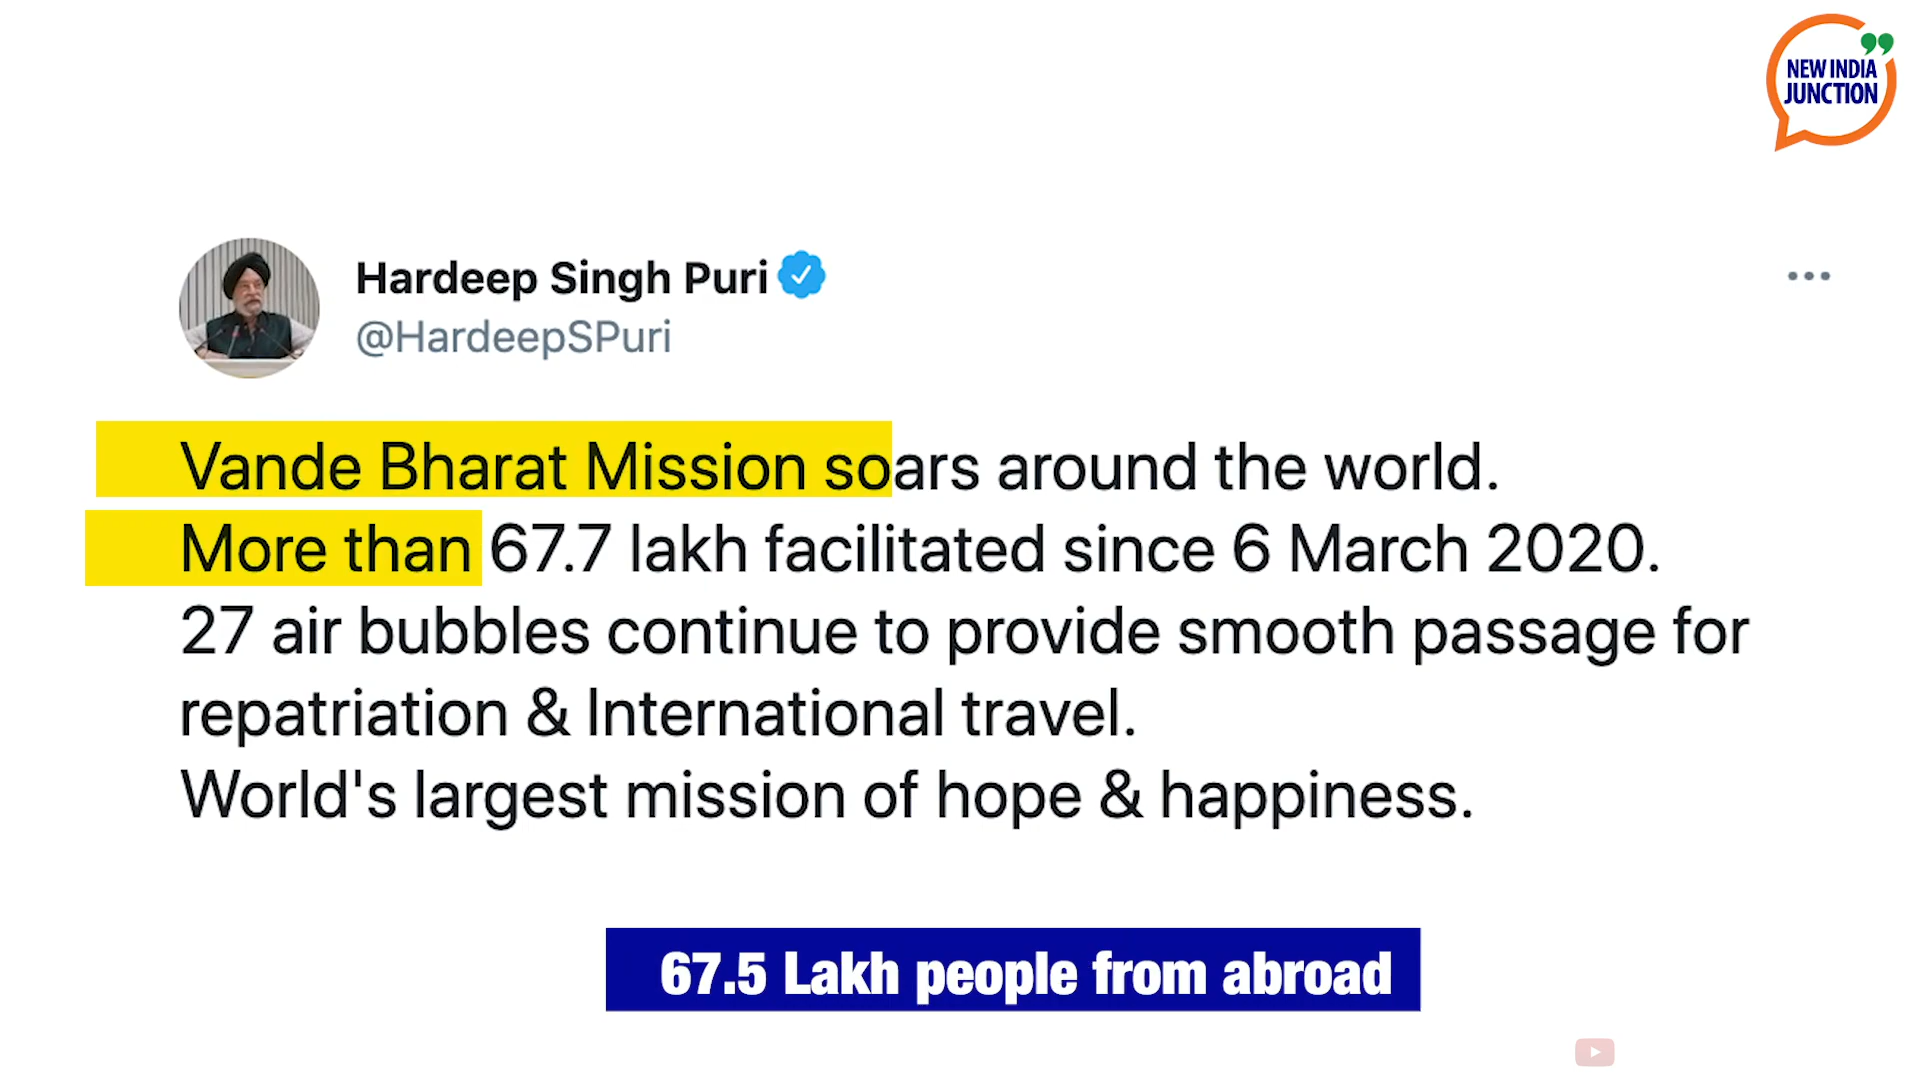 NEW INDIA
JUNCTION
Hardeep Singh Puri
@HardeepSPuri
Vande Bharat Mission soars around the world.
More than 67.7 lakh facilitated since 6 March 2020.
27 air bubbles continue to provide smooth passage for
repatriation & International travel.
World's largest mission of hope & happiness.
67.5 Lakh people from abroad